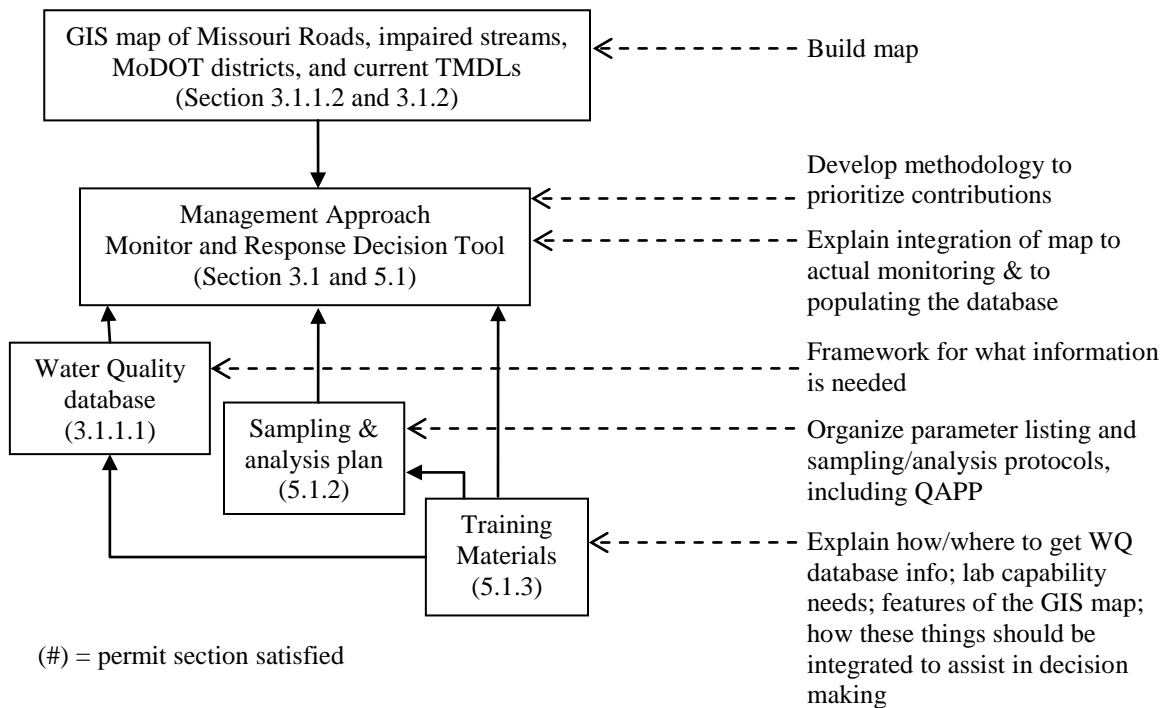 GIS map of Missouri Roads, impaired streams,
MoDOT districts, and current TMDLs
(Section 3.1.1.2 and 3.1.2)
Build map
Management Approach
Monitor and Response Decision Tool
(Section 3.1 and 5.1)
Develop methodology to
prioritize contributions
Explain integration of map to
actual monitoring & to
populating the database
Water Quality
database
(3.1.1.1)
Framework for what information
is needed
Sampling &
analysis plan
(5.1.2)
Organize parameter listing and
sampling/analysis protocols,
including QAPP
Training
Materials
(5.1.3)
Explain how/where to get WQ
database info; lab capability
needs; features of the GIS map;
how these things should be
integrated to assist in decision
making
(#) = permit section satisfied